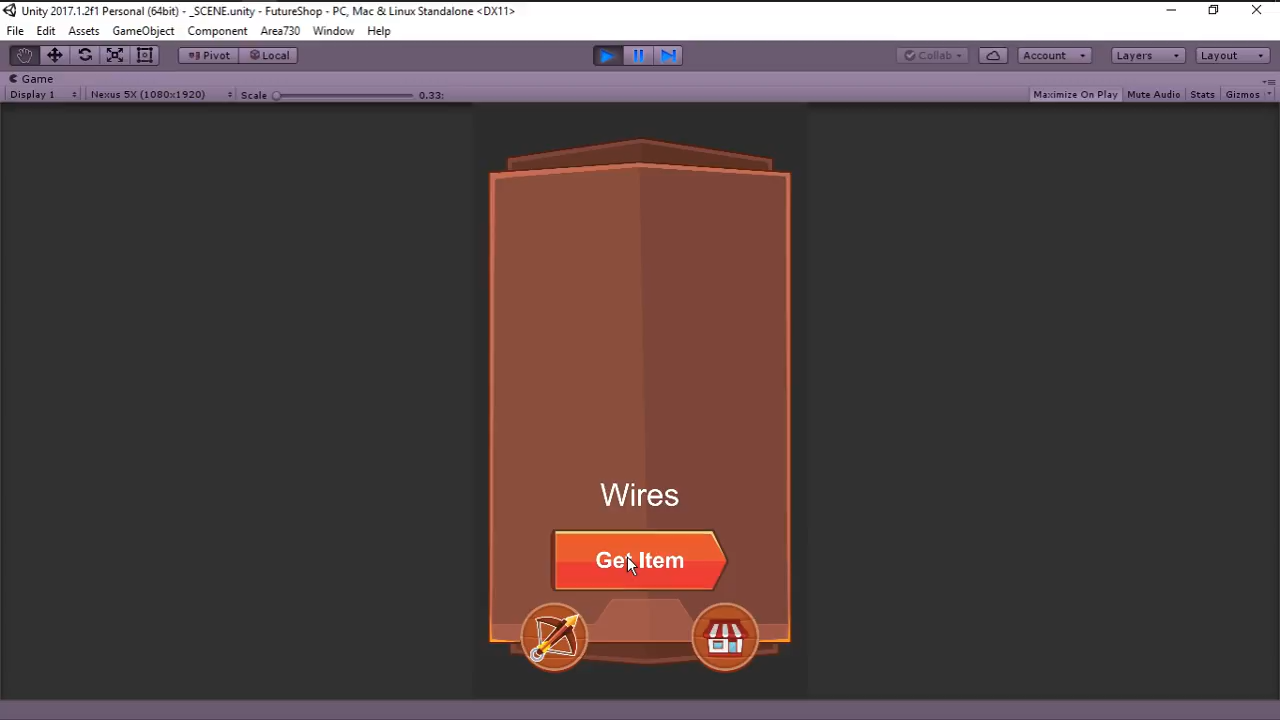 Unity 2017.1.2f1 Personal (64bit) - _SCENE.unity - FutureShop - PC, Mac & Linux Standalone <DX11>
File Edit Assets GameObject Component Area730 Window Help
Pivot Local Collab Account Layers Layout
Game
Display 1 Nexus 5X (1080x1920) Scale 0.33: Maximize On Play Mute Audio Stats Gizmos
Wires
Get Item